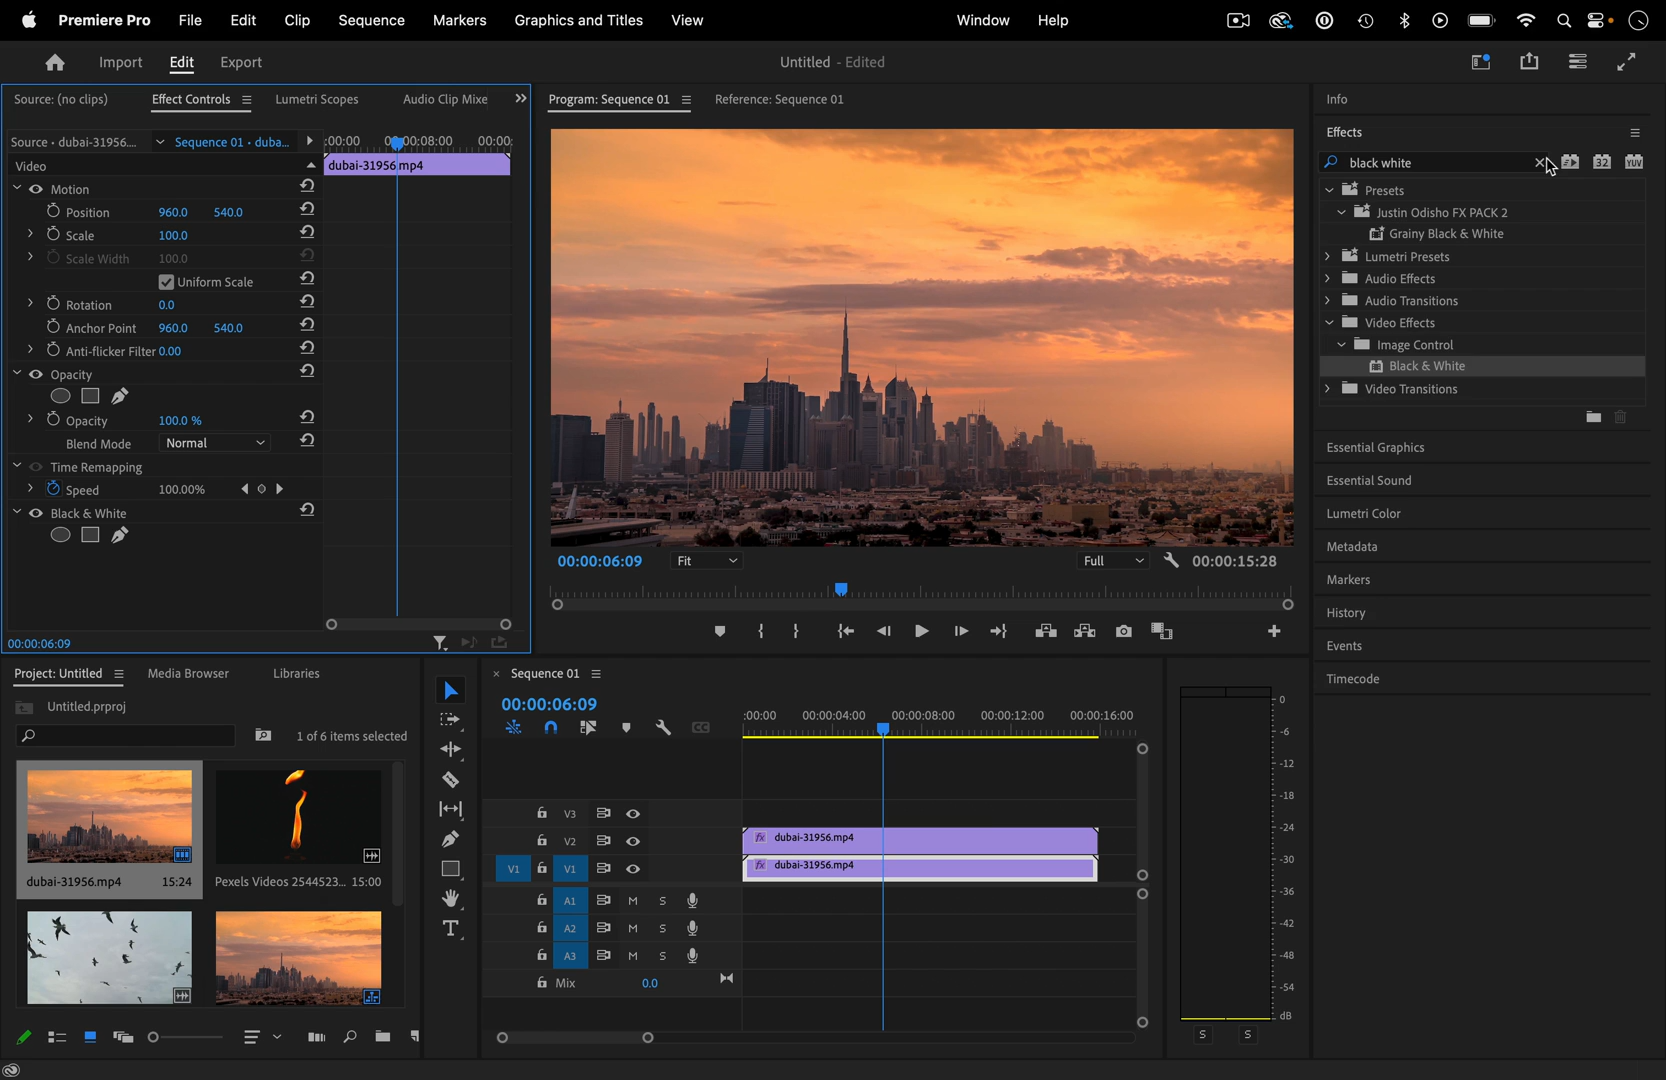 Premiere Pro File Edit Clip Sequence Markers Graphics and Titles View Window Help
Import Edit Export
Untitled - Edited
Source: (no clips) Effect Controls Lumetri Scopes Audio Clip Mixe
Source • dubai-31956.... Sequence 01 • duba...
:00:00 00:00:08:00 00:00:
Video
dubai-31956.mp4
Motion
Position 960.0 540.0
Scale 100.0
Scale Width 100.0
Uniform Scale
Rotation 0.0
Anchor Point 960.0 540.0
Anti-flicker Filter 0.00
Opacity
Opacity 100.0 %
Blend Mode Normal
Time Remapping
Speed 100.00%
Black & White
00:00:06:09
Program: Sequence 01 Reference: Sequence 01
00:00:06:09 Fit Full 00:00:15:28
Info
Effects
black white
32 YUV
Presets
Justin Odisho FX PACK 2
Grainy Black & White
Lumetri Presets
Audio Effects
Audio Transitions
Video Effects
Image Control
Black & White
Video Transitions
Essential Graphics
Essential Sound
Lumetri Color
Metadata
Markers
History
Events
Timecode
Project: Untitled Media Browser Libraries
Untitled.prproj
1 of 6 items selected
dubai-31956.mp4 15:24
Pexels Videos 2544523... 15:00
× Sequence 01
00:00:06:09
:00:00 00:00:04:00 00:00:08:00 00:00:12:00 00:00:16:00
V3
V2 fx dubai-31956.mp4
V1 V1 fx dubai-31956.mp4
A1 M S
A2 M S
A3 M S
Mix 0.0
0
-6
-12
-18
-24
-30
-36
-42
-48
-54
dB
S S